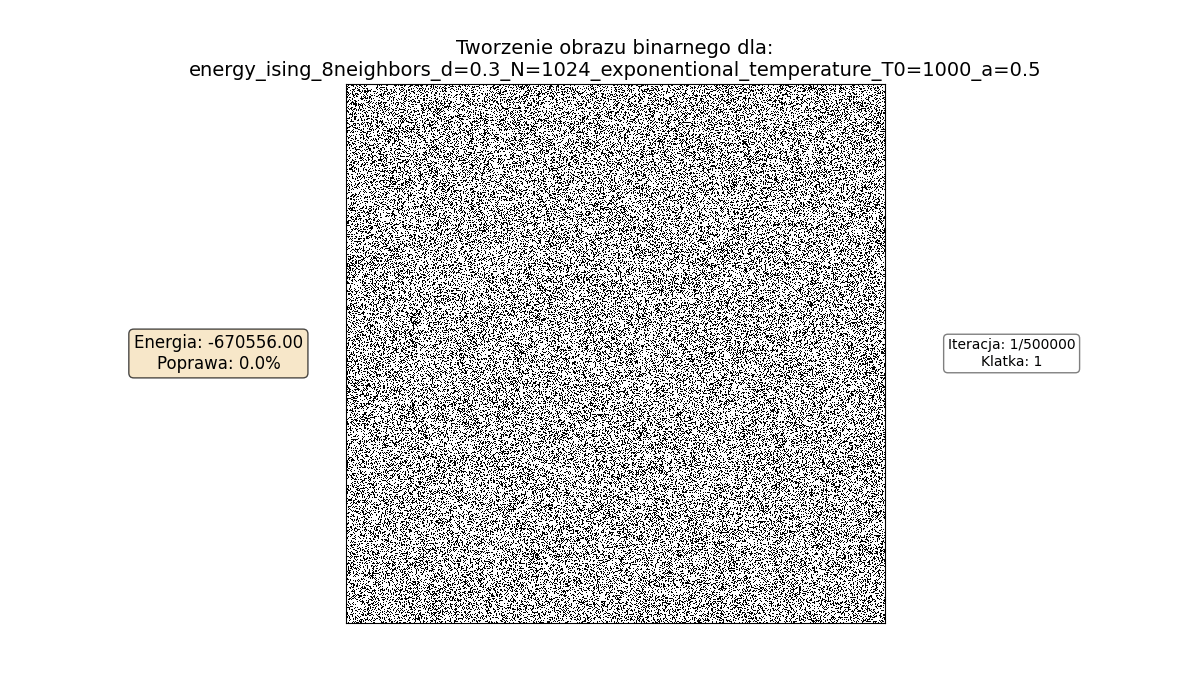 Tworzenie obrazu binarnego dla:
energy_ising_8neighbors_d=0.3_N=1024_exponentional_temperature_T0=1000_a=0.5
Energia: -670556.00
Poprawa: 0.0%
Iteracja: 1/500000
Klatka: 1